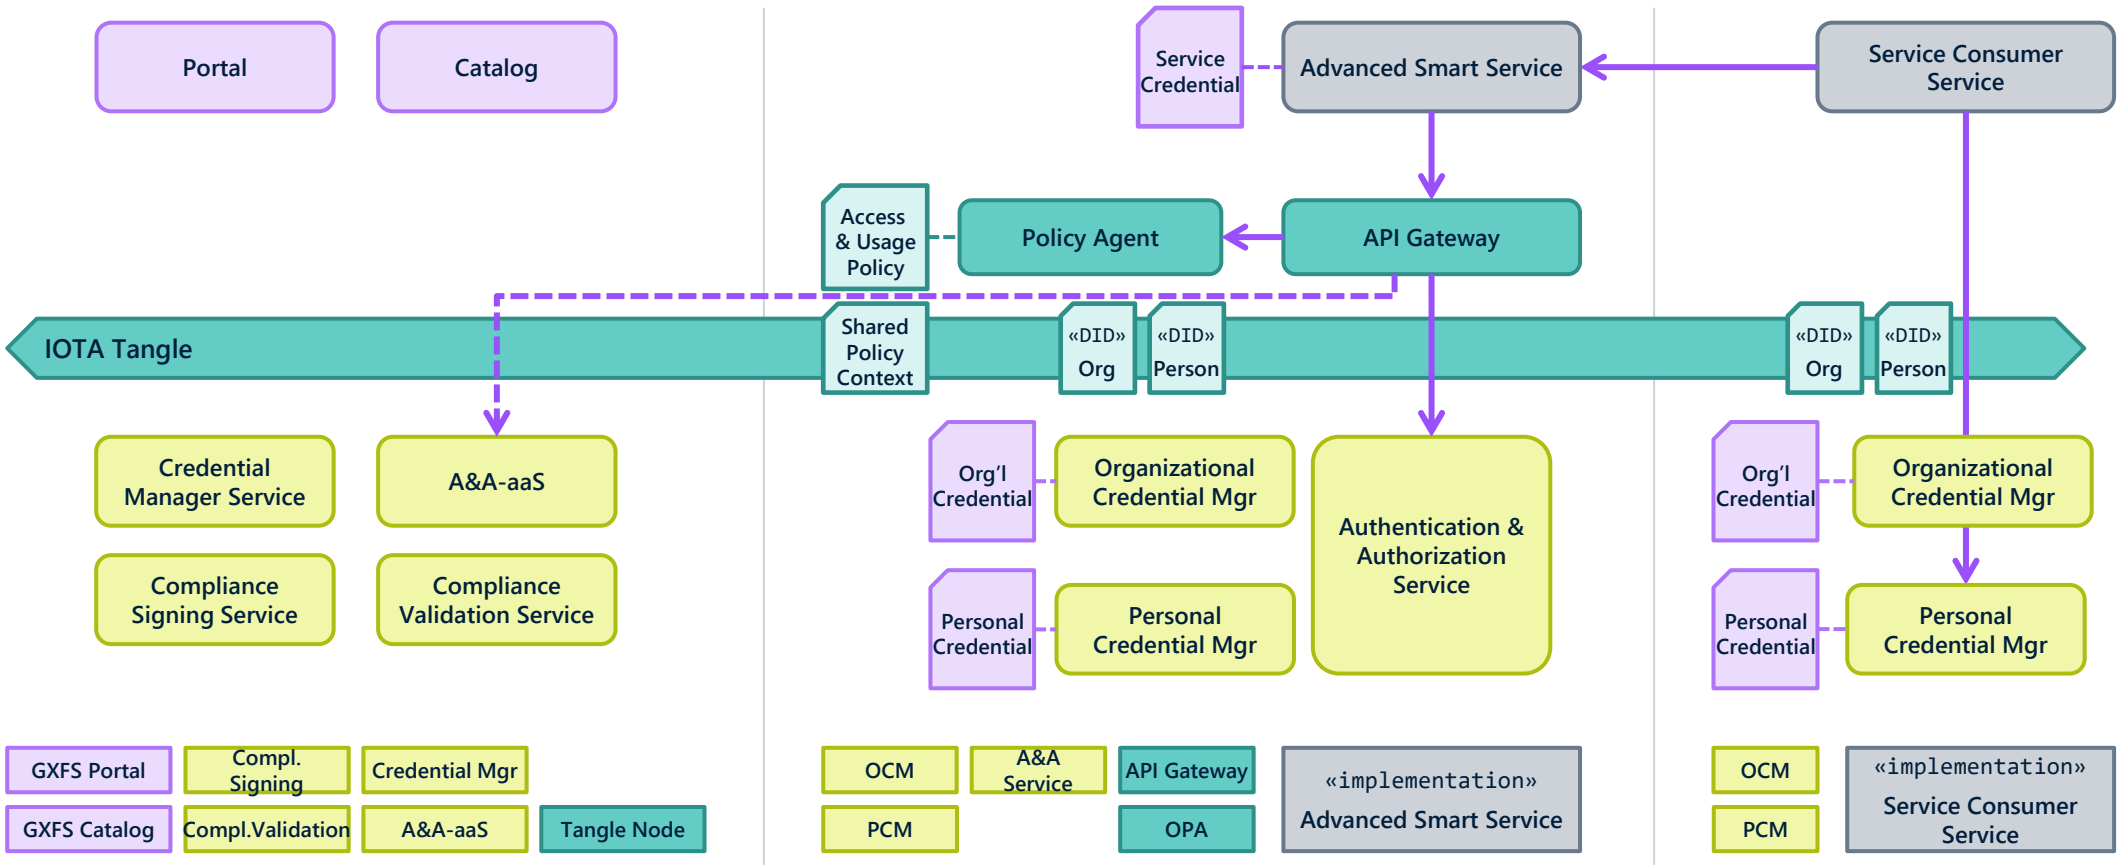 Portal
Catalog
Service
Credential
Advanced Smart Service
Service Consumer
Service
Access
& Usage
Policy
Policy Agent
API Gateway
IOTA Tangle
Shared
Policy
Context
«DID»
Org
«DID»
Person
«DID»
Org
«DID»
Person
Credential
Manager Service
A&A-aaS
Compliance
Signing Service
Compliance
Validation Service
Org'l
Credential
Organizational
Credential Mgr
Personal
Credential
Personal
Credential Mgr
Authentication &
Authorization
Service
Org'l
Credential
Organizational
Credential Mgr
Personal
Credential
Personal
Credential Mgr
GXFS Portal
Compl.
Signing
Credential Mgr
GXFS Catalog
Compl.Validation
A&A-aaS
Tangle Node
OCM
A&A
Service
API Gateway
PCM
OPA
«implementation»
Advanced Smart Service
OCM
PCM
«implementation»
Service Consumer
Service